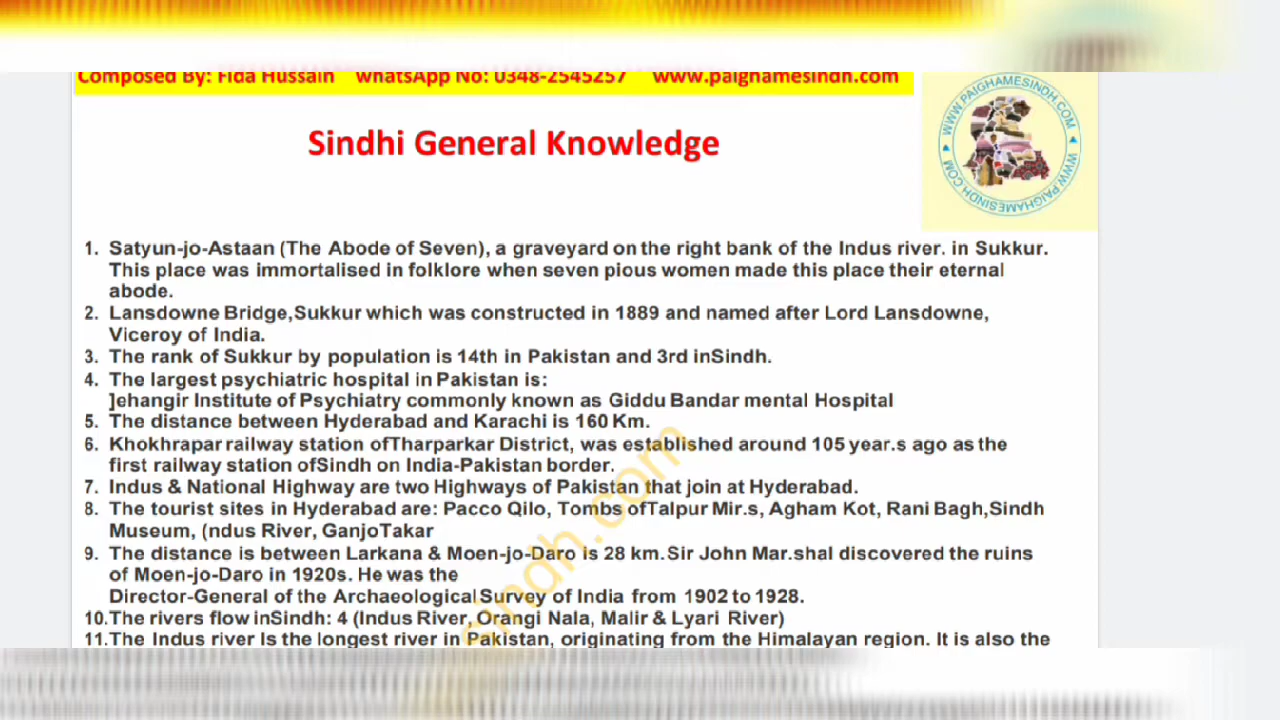 Composed By: Fida Hussain whatsApp No: 0348-2545257 www.paighamesindh.com
WWW.PAIGHAMESINDH.COM
WWW.PAIGHAMESINDH.COM
Sindhi General Knowledge
1. Satyun-jo-Astaan (The Abode of Seven), a graveyard on the right bank of the Indus river. in Sukkur.
This place was immortalised in folklore when seven pious women made this place their eternal
abode.
2. Lansdowne Bridge,Sukkur which was constructed in 1889 and named after Lord Lansdowne,
Viceroy of India.
3. The rank of Sukkur by population is 14th in Pakistan and 3rd inSindh.
4. The largest psychiatric hospital in Pakistan is:
]ehangir Institute of Psychiatry commonly known as Giddu Bandar mental Hospital
5. The distance between Hyderabad and Karachi is 160 Km.
6. Khokhrapar railway station ofTharparkar District, was established around 105 year.s ago as the
first railway station ofSindh on India-Pakistan border.
7. Indus & National Highway are two Highways of Pakistan that join at Hyderabad.
8. The tourist sites in Hyderabad are: Pacco Qilo, Tombs ofTalpur Mir.s, Agham Kot, Rani Bagh,Sindh
Museum, (ndus River, GanjoTakar
9. The distance is between Larkana & Moen-jo-Daro is 28 km.Sir John Mar.shal discovered the ruins
of Moen-jo-Daro in 1920s. He was the
Director-General of the Archaeological Survey of India from 1902 to 1928.
10.The rivers flow inSindh: 4 (Indus River, Orangi Nala, Malir & Lyari River)
11.The Indus river is the longest river in Pakistan, originating from the Himalayan region. It is also the
sindh.com